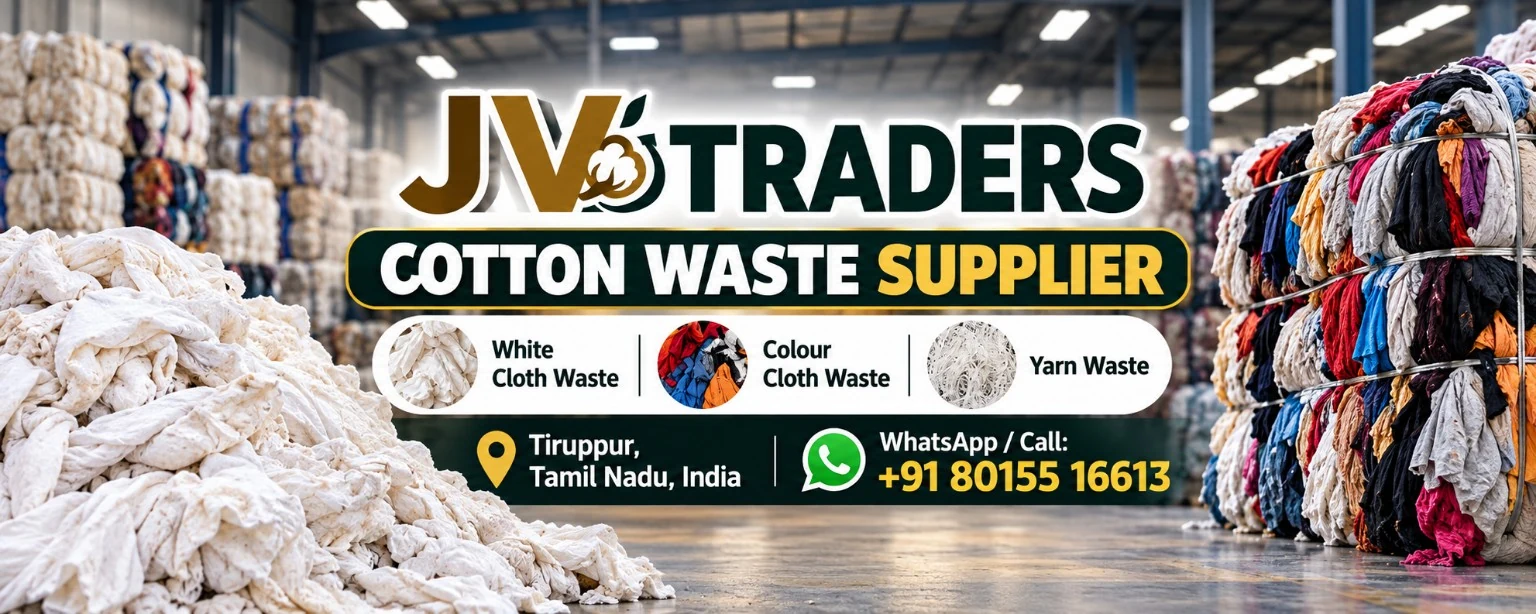 JV TRADERS
COTTON WASTE SUPPLIER
White
Cloth Waste
Colour
Cloth Waste
Yarn Waste
Tiruppur,
Tamil Nadu, India
WhatsApp / Call:
+91 80155 16613